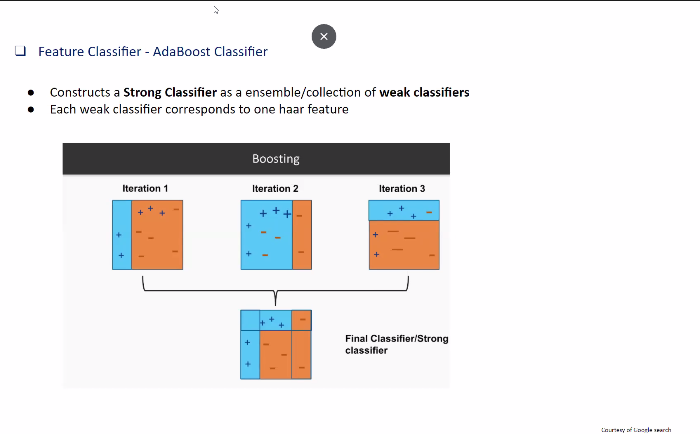 Feature Classifier - AdaBoost Classifier
Constructs a Strong Classifier as a ensemble/collection of weak classifiers
Each weak classifier corresponds to one haar feature
Boosting
Iteration 1
Iteration 2
Iteration 3
Final Classifier/Strong
classifier
Courtesy of Google search